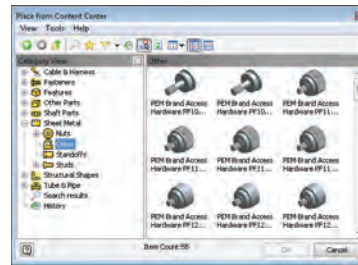 Place from Content Center
View Tools Help
Category View
Other
Cable & Harness
Fasteners
Features
Other Parts
Shaft Parts
Sheet Metal
Nuts
Other
Standoffs
Studs
Structural Shapes
Tube & Pipe
Search results
History
PEM Brand Access Hardware PF10...
PEM Brand Access Hardware PF10...
PEM Brand Access Hardware PF11...
PEM Brand Access Hardware PF11...
PEM Brand Access Hardware PF11...
PEM Brand Access Hardware PF11...
PEM Brand Access Hardware PF12...
PEM Brand Access Hardware PF12...
PEM Brand Access Hardware PF12...
Item Count:55
OK
Cancel